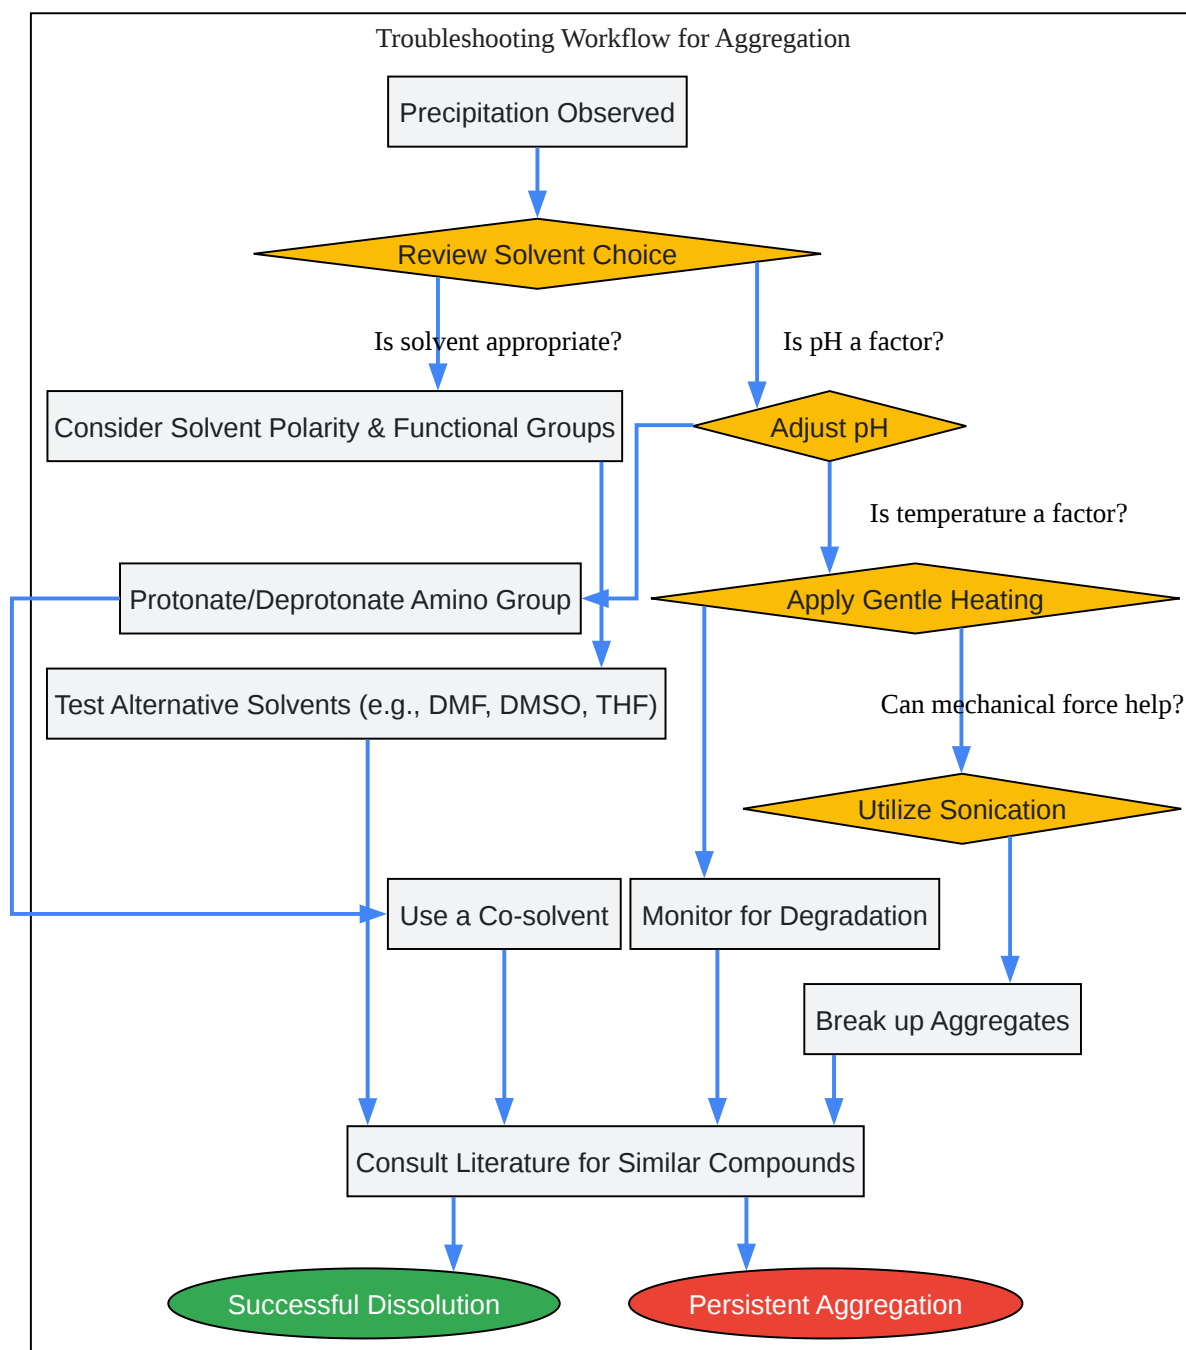 Troubleshooting Workflow for Aggregation
Precipitation Observed
Review Solvent Choice
Is solvent appropriate?
Is pH a factor?
Consider Solvent Polarity & Functional Groups
Adjust pH
Is temperature a factor?
Protonate/Deprotonate Amino Group
Apply Gentle Heating
Test Alternative Solvents (e.g., DMF, DMSO, THF)
Can mechanical force help?
Utilize Sonication
Use a Co-solvent
Monitor for Degradation
Break up Aggregates
Consult Literature for Similar Compounds
Successful Dissolution
Persistent Aggregation